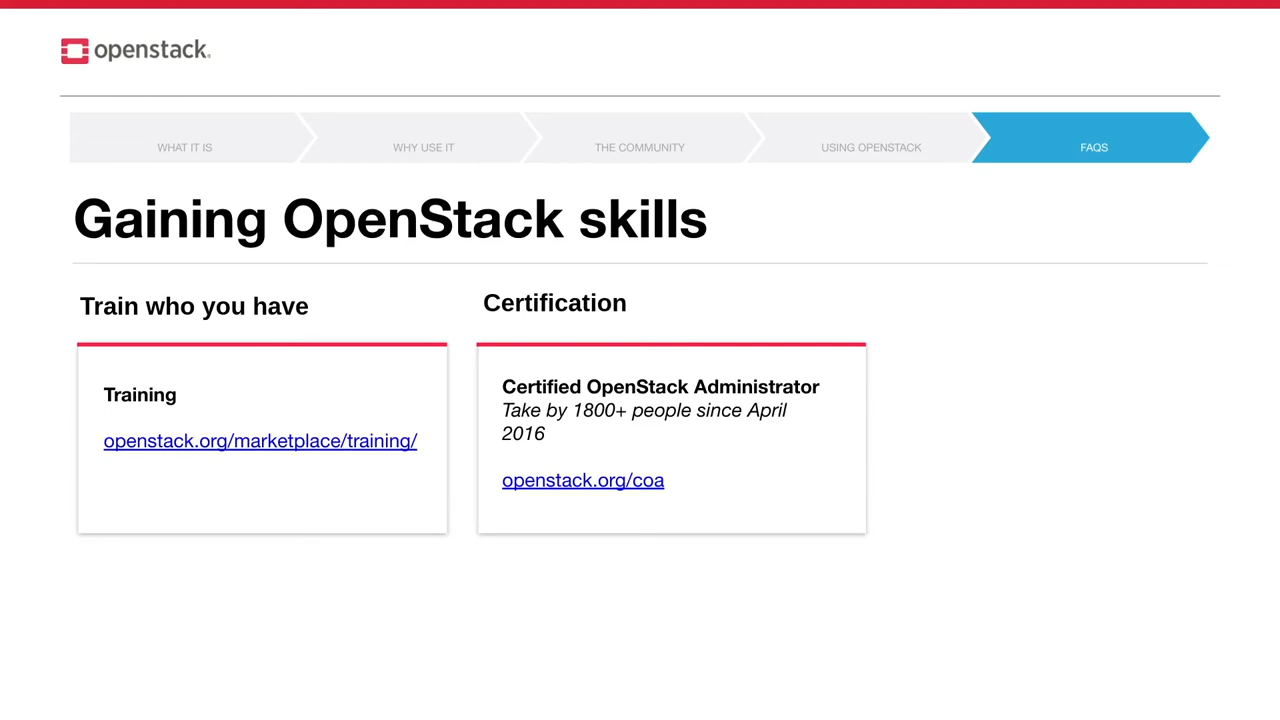 openstack.
WHAT IT IS
WHY USE IT
THE COMMUNITY
USING OPENSTACK
FAQS
Gaining OpenStack skills
Train who you have
Training
openstack.org/marketplace/training/
Certification
Certified OpenStack Administrator
Take by 1800+ people since April
2016
openstack.org/coa